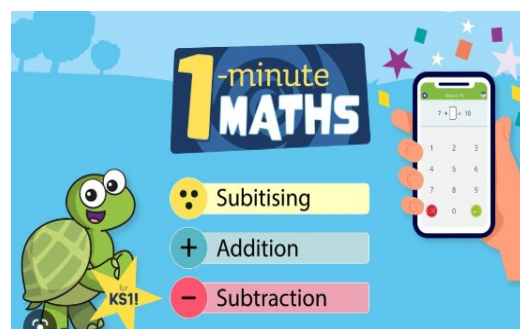 1-minute
MATHS
Subitising
+ Addition
- Subtraction
for
KS1!
7 + = 10
1 2 3
4 5 6
7 8 9
0